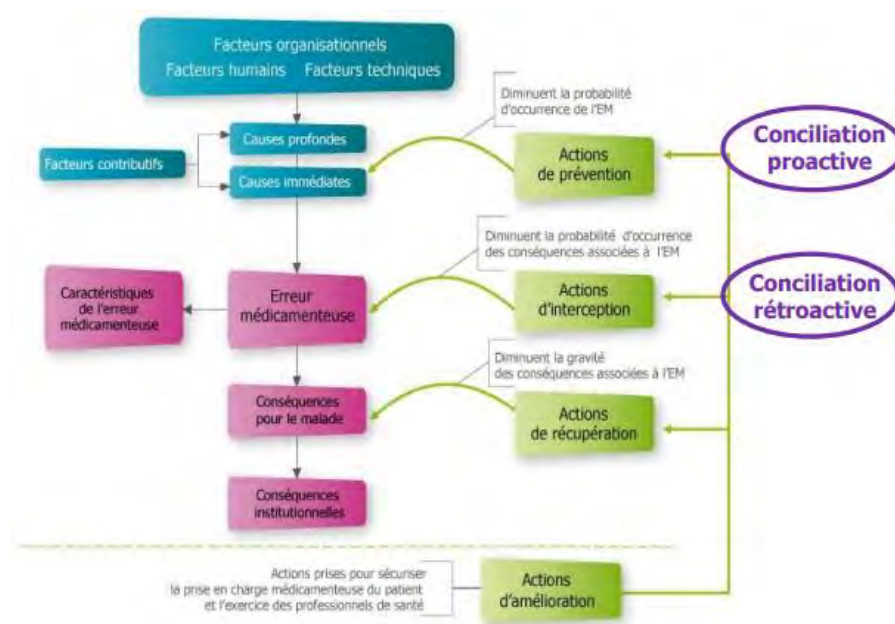 Facteurs organisationnels
Facteurs humains Facteurs techniques
Diminuent la probabilité
d'occurrence de l'EM
Conciliation
proactive
Causes profondes
Facteurs contributifs
Causes immédiates
Actions
de prévention
Diminuent la probabilité d'occurrence
des conséquences associées à l'EM
Caractéristiques
de l'erreur
médicamenteuse
Erreur
médicamenteuse
Actions
d'interception
Conciliation
rétroactive
Diminuent la gravité
des conséquences associées à l'EM
Conséquences
pour le malade
Actions
de récupération
Conséquences
institutionnelles
Actions prises pour sécuriser
la prise en charge médicamenteuse du patient
et l'exercice des professionnels de santé
Actions
d'amélioration